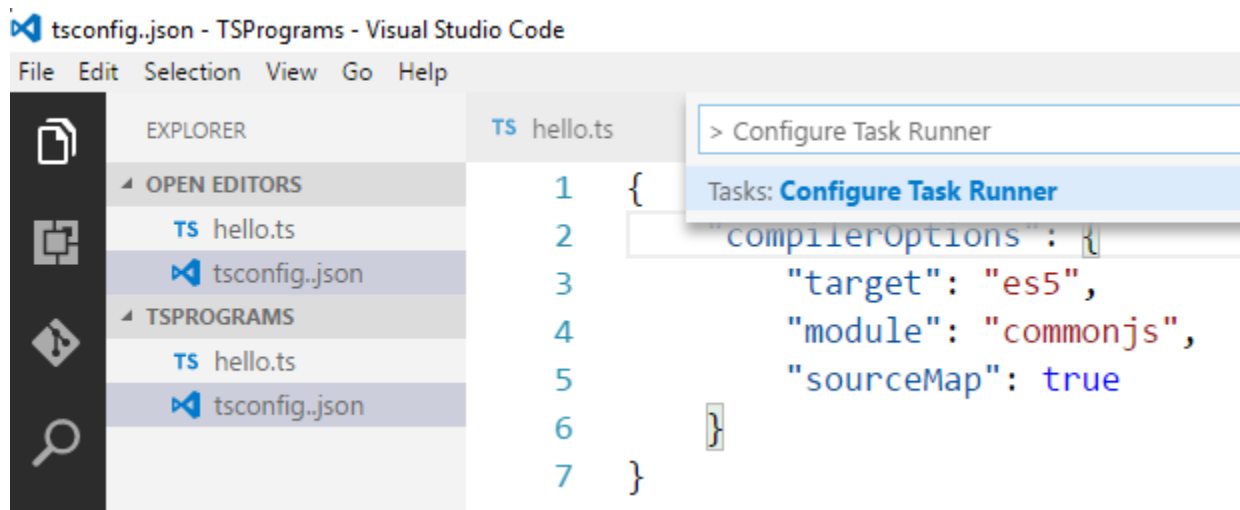 tsconfig..json - TSPrograms - Visual Studio Code
File Edit Selection View Go Help
EXPLORER
OPEN EDITORS
TS hello.ts
tsconfig..json
TSPROGRAMS
TS hello.ts
tsconfig..json
TS hello.ts
> Configure Task Runner
Tasks: Configure Task Runner
1 {
2 "compilerOptions": {
3 "target": "es5",
4 "module": "commonjs",
5 "sourceMap": true
6 }
7 }